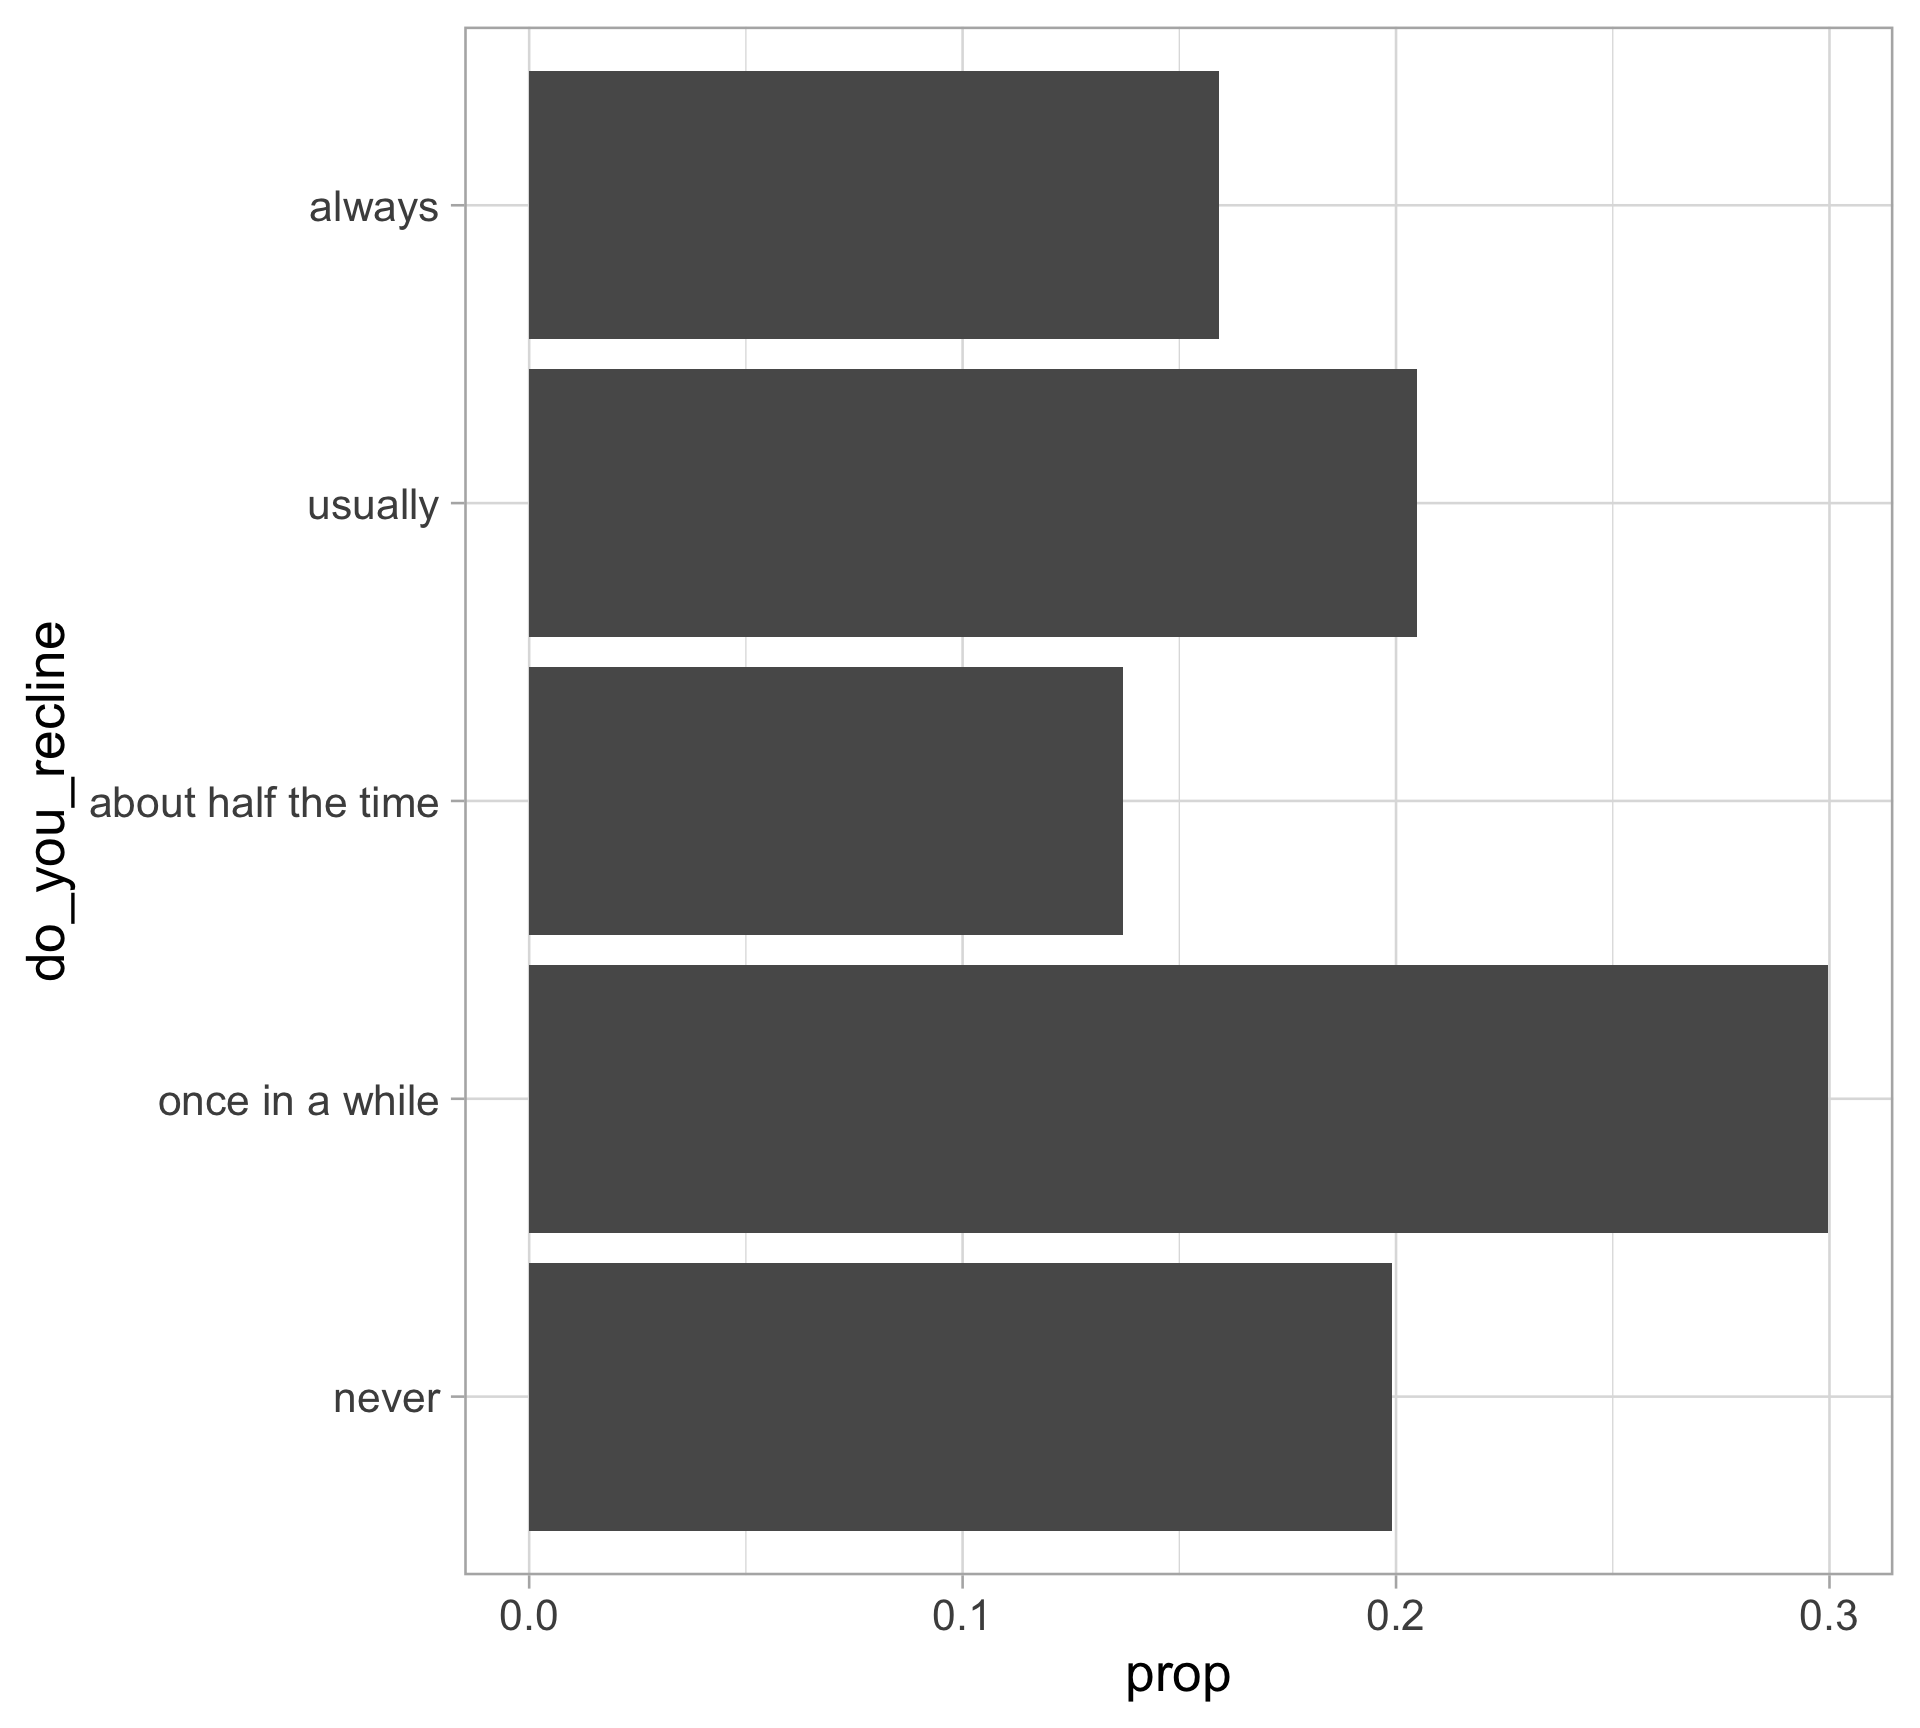 do_you_recline
always
usually
about half the time
once in a while
never
0.0
0.1
0.2
0.3
prop